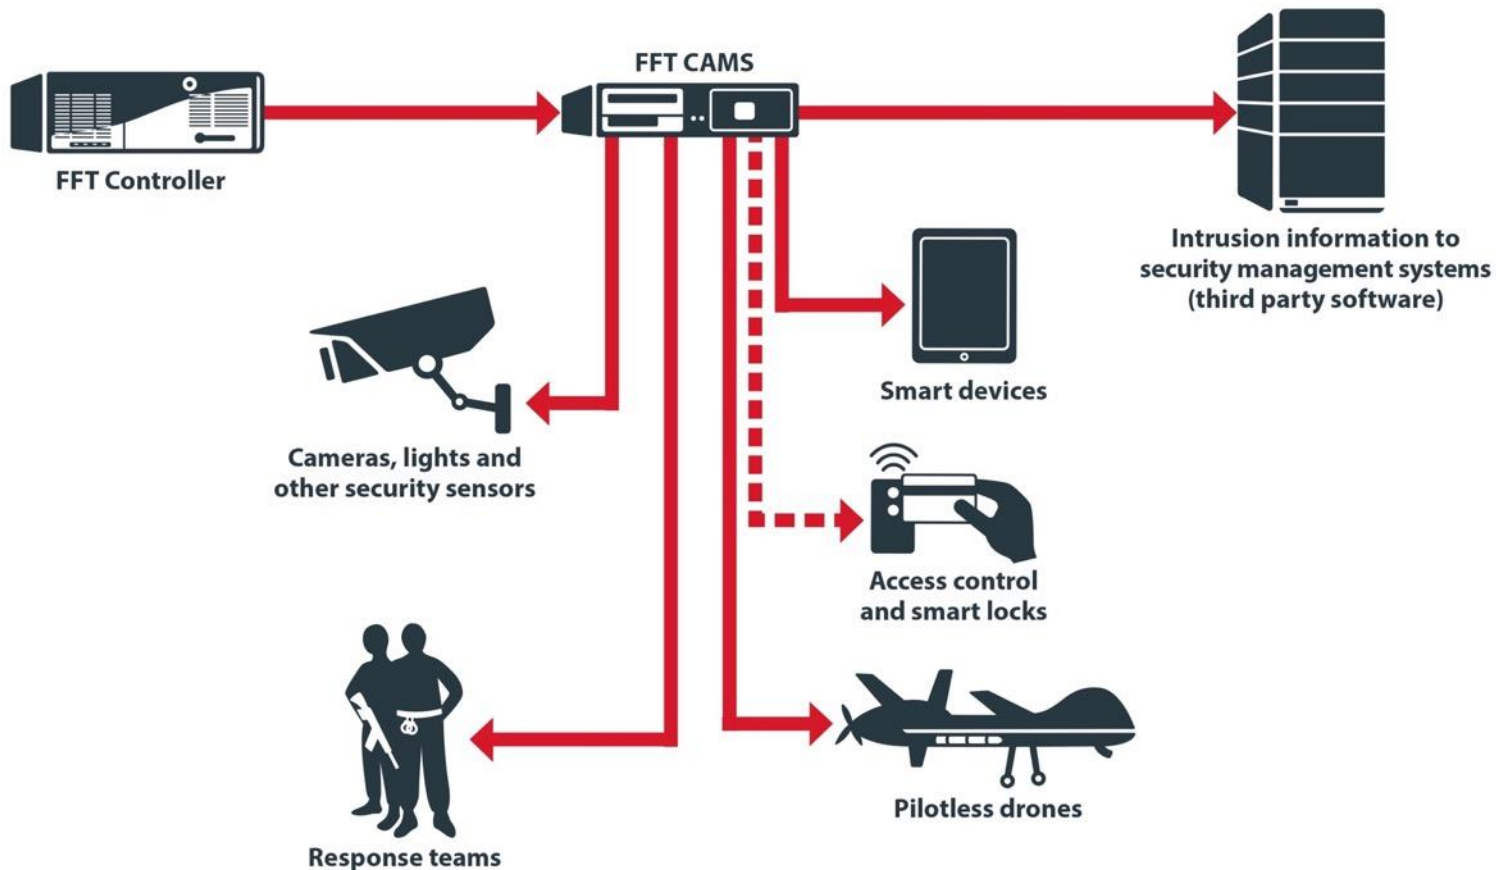 FFT CAMS
FFT Controller
Intrusion information to
security management systems
(third party software)
Smart devices
Cameras, lights and
other security sensors
Access control
and smart locks
Pilotless drones
Response teams